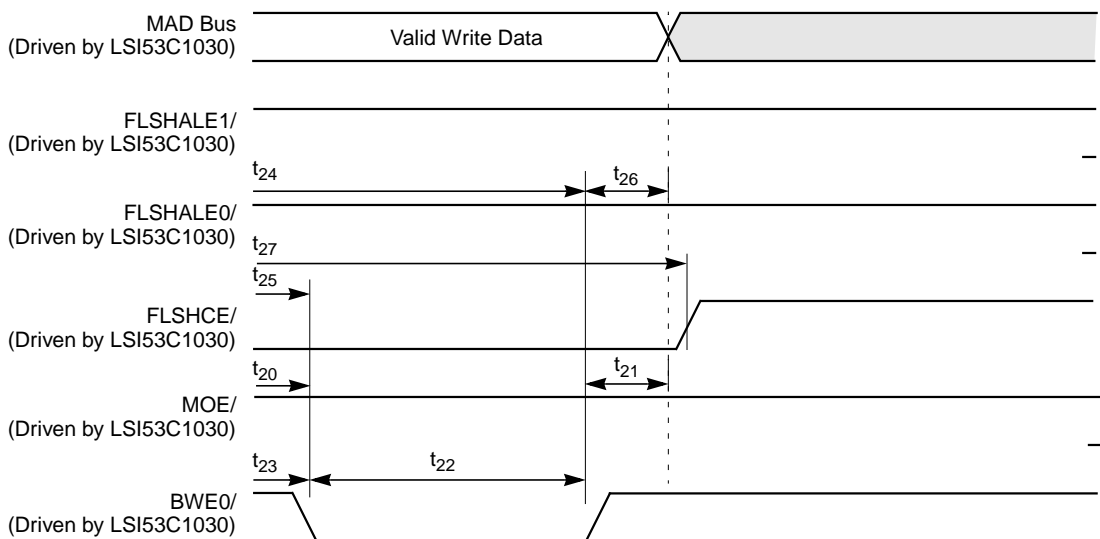 MAD Bus
(Driven by LSI53C1030)
Valid Write Data
FLSHALE1/
(Driven by LSI53C1030)
t24
t26
FLSHALE0/
(Driven by LSI53C1030)
t27
t25
FLSHCE/
(Driven by LSI53C1030)
t21
t20
MOE/
(Driven by LSI53C1030)
t23
t22
BWE0/
(Driven by LSI53C1030)